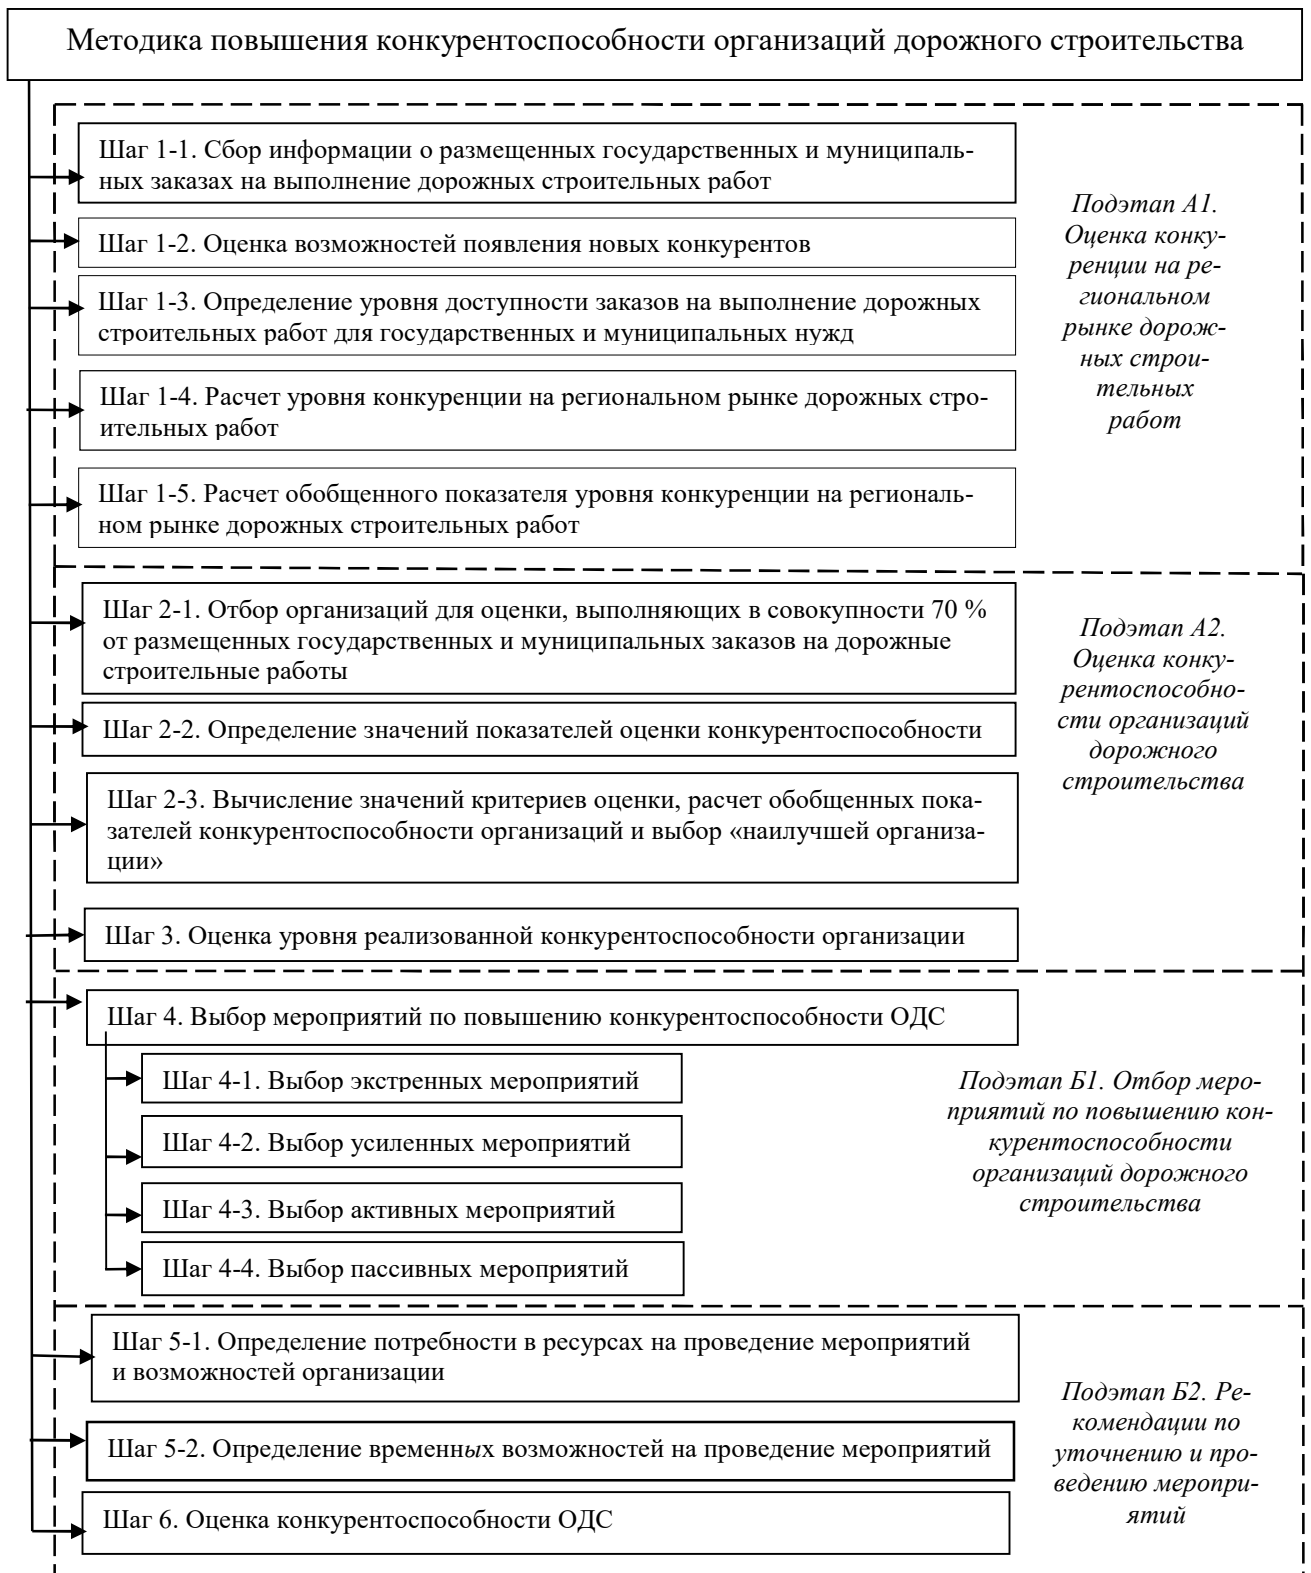 Методика повышения конкурентоспособности организаций дорожного строительства
Шаг 1-1. Сбор информации о размещенных государственных и муниципаль-
ных заказах на выполнение дорожных строительных работ
Шаг 1-2. Оценка возможностей появления новых конкурентов
Шаг 1-3. Определение уровня доступности заказов на выполнение дорожных
строительных работ для государственных и муниципальных нужд
Шаг 1-4. Расчет уровня конкуренции на региональном рынке дорожных стро-
ительных работ
Шаг 1-5. Расчет обобщенного показателя уровня конкуренции на региональ-
ном рынке дорожных строительных работ
Подэтап А1.
Оценка конку-
ренции на ре-
гиональном
рынке дорож-
ных строи-
тельных
работ
Шаг 2-1. Отбор организаций для оценки, выполняющих в совокупности 70 %
от размещенных государственных и муниципальных заказов на дорожные
строительные работы
Шаг 2-2. Определение значений показателей оценки конкурентоспособности
Шаг 2-3. Вычисление значений критериев оценки, расчет обобщенных пока-
зателей конкурентоспособности организаций и выбор «наилучшей организа-
ции»
Шаг 3. Оценка уровня реализованной конкурентоспособности организации
Подэтап А2.
Оценка конку-
рентоспособно-
сти организаций
дорожного
строительства
Шаг 4. Выбор мероприятий по повышению конкурентоспособности ОДС
Шаг 4-1. Выбор экстренных мероприятий
Шаг 4-2. Выбор усиленных мероприятий
Шаг 4-3. Выбор активных мероприятий
Шаг 4-4. Выбор пассивных мероприятий
Подэтап Б1. Отбор меро-
приятий по повышению кон-
курентоспособности
организаций дорожного
строительства
Шаг 5-1. Определение потребности в ресурсах на проведение мероприятий
и возможностей организации
Шаг 5-2. Определение временных возможностей на проведение мероприятий
Шаг 6. Оценка конкурентоспособности ОДС
Подэтап Б2. Ре-
комендации по
уточнению и про-
ведению меропри-
ятий